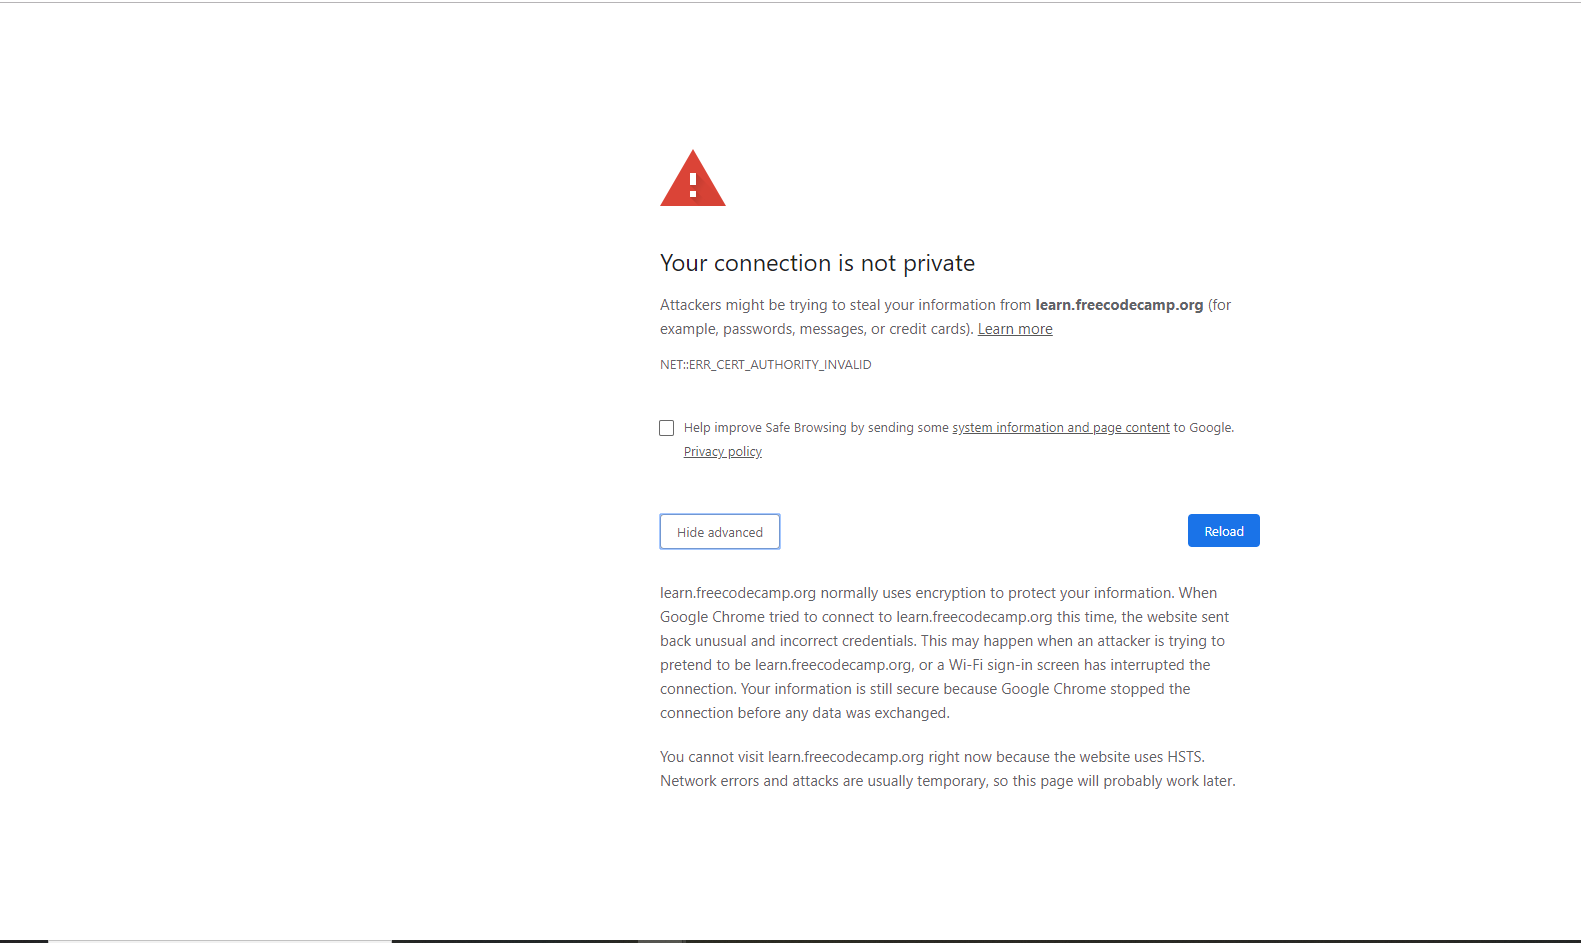 Your connection is not private
Attackers might be trying to steal your information from learn.freecodecamp.org (for
example, passwords, messages, or credit cards). Learn more
NET::ERR_CERT_AUTHORITY_INVALID
Help improve Safe Browsing by sending some system information and page content to Google.
Privacy policy
Hide advanced
Reload
learn.freecodecamp.org normally uses encryption to protect your information. When
Google Chrome tried to connect to learn.freecodecamp.org this time, the website sent
back unusual and incorrect credentials. This may happen when an attacker is trying to
pretend to be learn.freecodecamp.org, or a Wi-Fi sign-in screen has interrupted the
connection. Your information is still secure because Google Chrome stopped the
connection before any data was exchanged.
You cannot visit learn.freecodecamp.org right now because the website uses HSTS.
Network errors and attacks are usually temporary, so this page will probably work later.